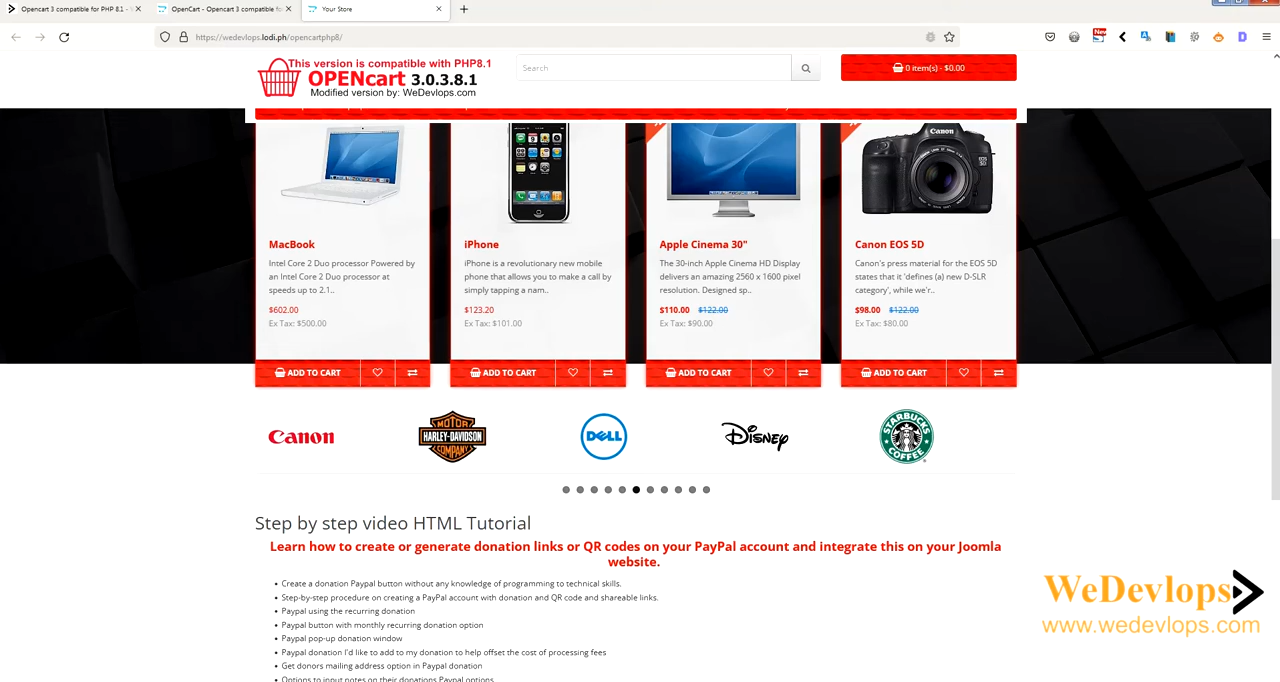 Opencart 3 compatible for PHP 8.1 -
OpenCart - Opencart 3 compatible fo
Your Store
https://wedevlops.lodi.ph/opencartphp8/
New
This version is compatible with PHP8.1
OPENcart 3.0.3.8.1
Modified version by: WeDevlops.com
Search
0 item(s) - $0.00
Canon
MacBook
iPhone
Apple Cinema 30"
Canon EOS 5D
Intel Core 2 Duo processor Powered by
an Intel Core 2 Duo processor at
speeds up to 2.1..
iPhone is a revolutionary new mobile
phone that allows you to make a call by
simply tapping a nam..
The 30-inch Apple Cinema HD Display
delivers an amazing 2560 x 1600 pixel
resolution. Designed sp..
Canon's press material for the EOS 5D
states that it 'defines (a) new D-SLR
category', while we'r..
$602.00
Ex Tax: $500.00
$123.20
Ex Tax: $101.00
$110.00 $122.00
Ex Tax: $90.00
$98.00 $122.00
Ex Tax: $80.00
ADD TO CART
ADD TO CART
ADD TO CART
ADD TO CART
Canon
MOTOR
HARLEY-DAVIDSON
COMPANY
DELL
Disney
STARBUCKS
COFFEE
Step by step video HTML Tutorial
Learn how to create or generate donation links or QR codes on your PayPal account and integrate this on your Joomla
website.
• Create a donation Paypal button without any knowledge of programming to technical skills.
• Step-by-step procedure on creating a PayPal account with donation and QR code and shareable links.
• Paypal using the recurring donation
• Paypal button with monthly recurring donation option
• Paypal pop-up donation window
• Paypal donation I'd like to add to my donation to help offset the cost of processing fees
• Get donors mailing address option in Paypal donation
• Options to input notes on their donations Paypal options
WeDevlops
www.wedevlops.com